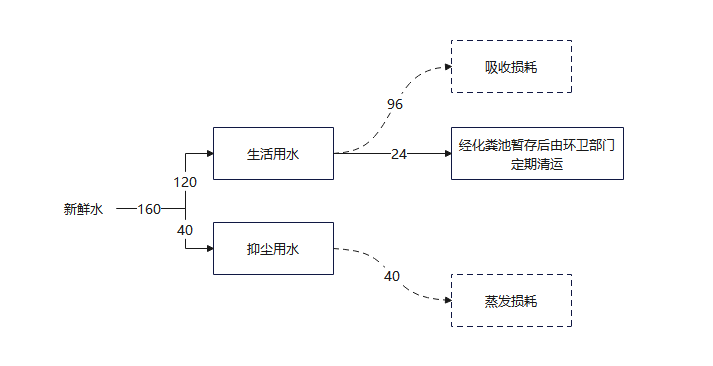 吸收损耗
96
生活用水
24
经化粪池暂存后由环卫部门
定期清运
120
新鲜水
160
40
抑尘用水
40
蒸发损耗